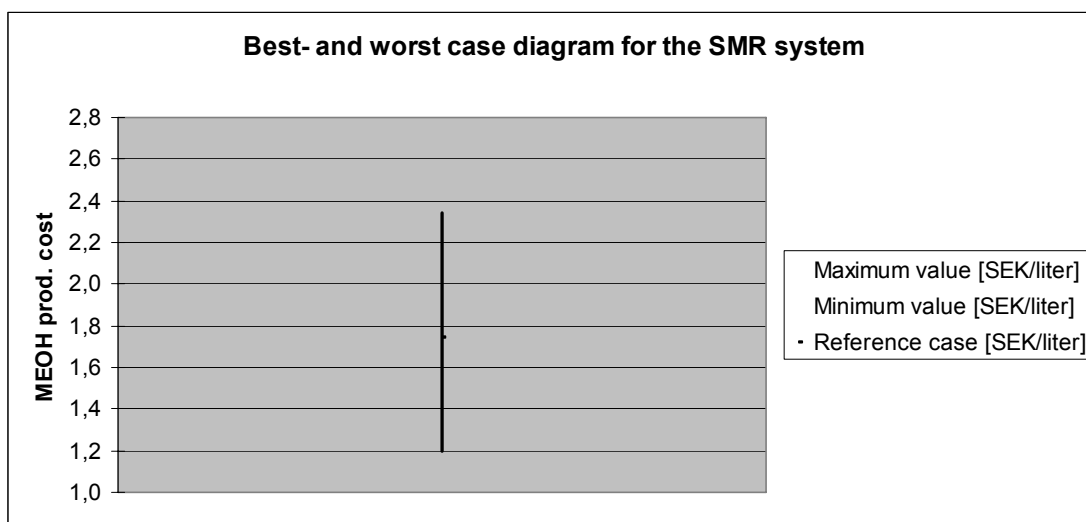 Best- and worst case diagram for the SMR system
2,8
2,6
2,4
2,2
2,0
1,8
1,6
1,4
1,2
1,0
MEOH prod. cost
Maximum value [SEK/liter]
Minimum value [SEK/liter]
Reference case [SEK/liter]